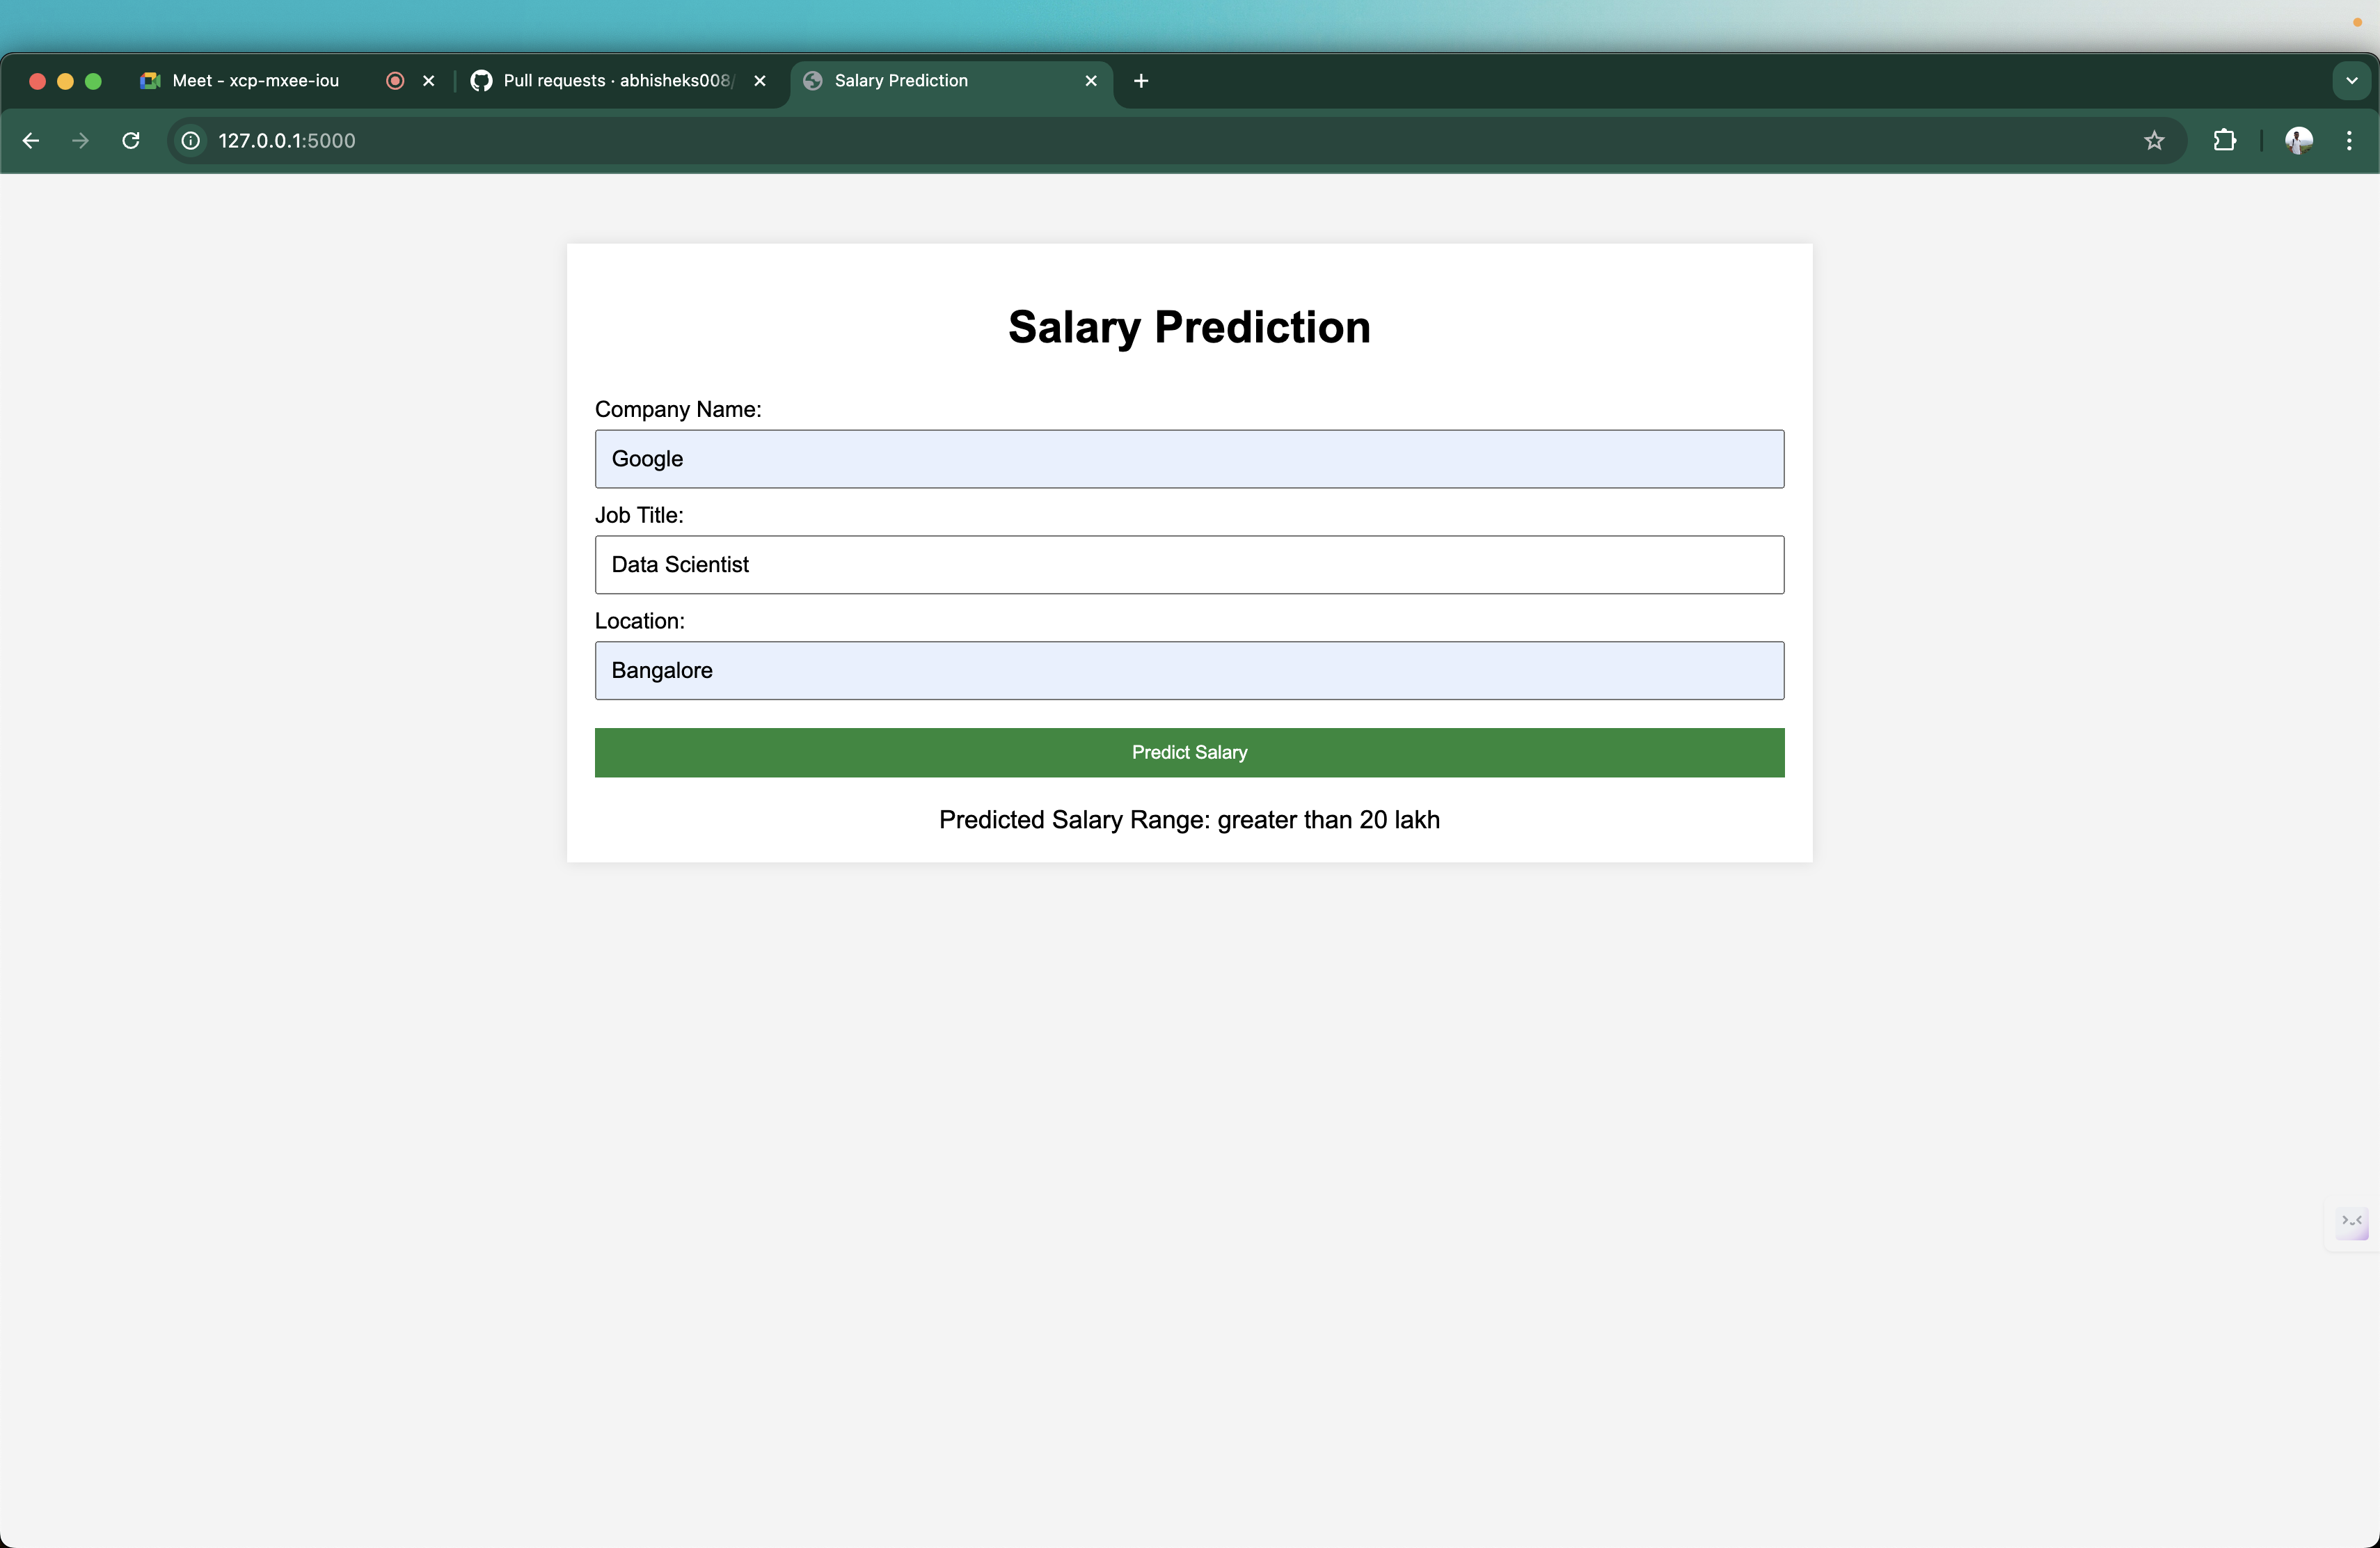 Meet - xcp-mxee-iou
Pull requests · abhisheks008/
Salary Prediction
127.0.0.1:5000
Salary Prediction
Company Name:
Google
Job Title:
Data Scientist
Location:
Bangalore
Predict Salary
Predicted Salary Range: greater than 20 lakh